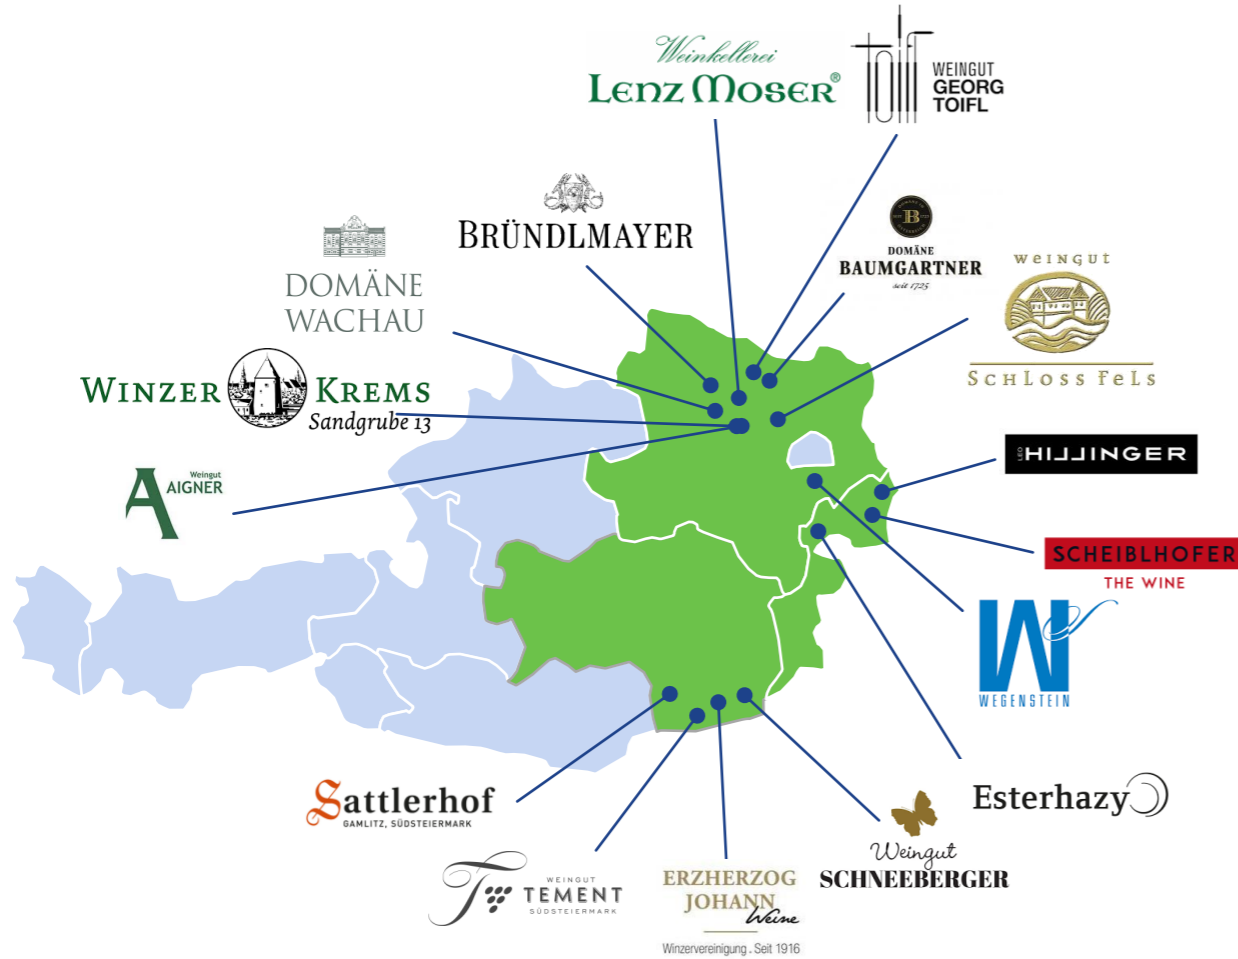 Weinkellerei
LENZ MOSER®
toifl
WEINGUT
GEORG
TOIFL
BRÜNDLMAYER
B
DOMÄNE
BAUMGARTNER
seit 1725
DOMÄNE
WACHAU
WEINGUT
SCHLOSS FELS
WINZER KREMS
Sandgrube 13
LEO HILLINGER
A
Weingut
AIGNER
SCHEIBLHOFER
THE WINE
W
WEGENSTEIN
Sattlerhof
GAMLITZ, SÜDSTEIERMARK
Esterhazy
Weingut
SCHNEEBERGER
T
WEINGUT
TEMENT
SÜDSTEIERMARK
ERZHERZOG
JOHANN
Weine
Winzervereinigung . Seit 1916